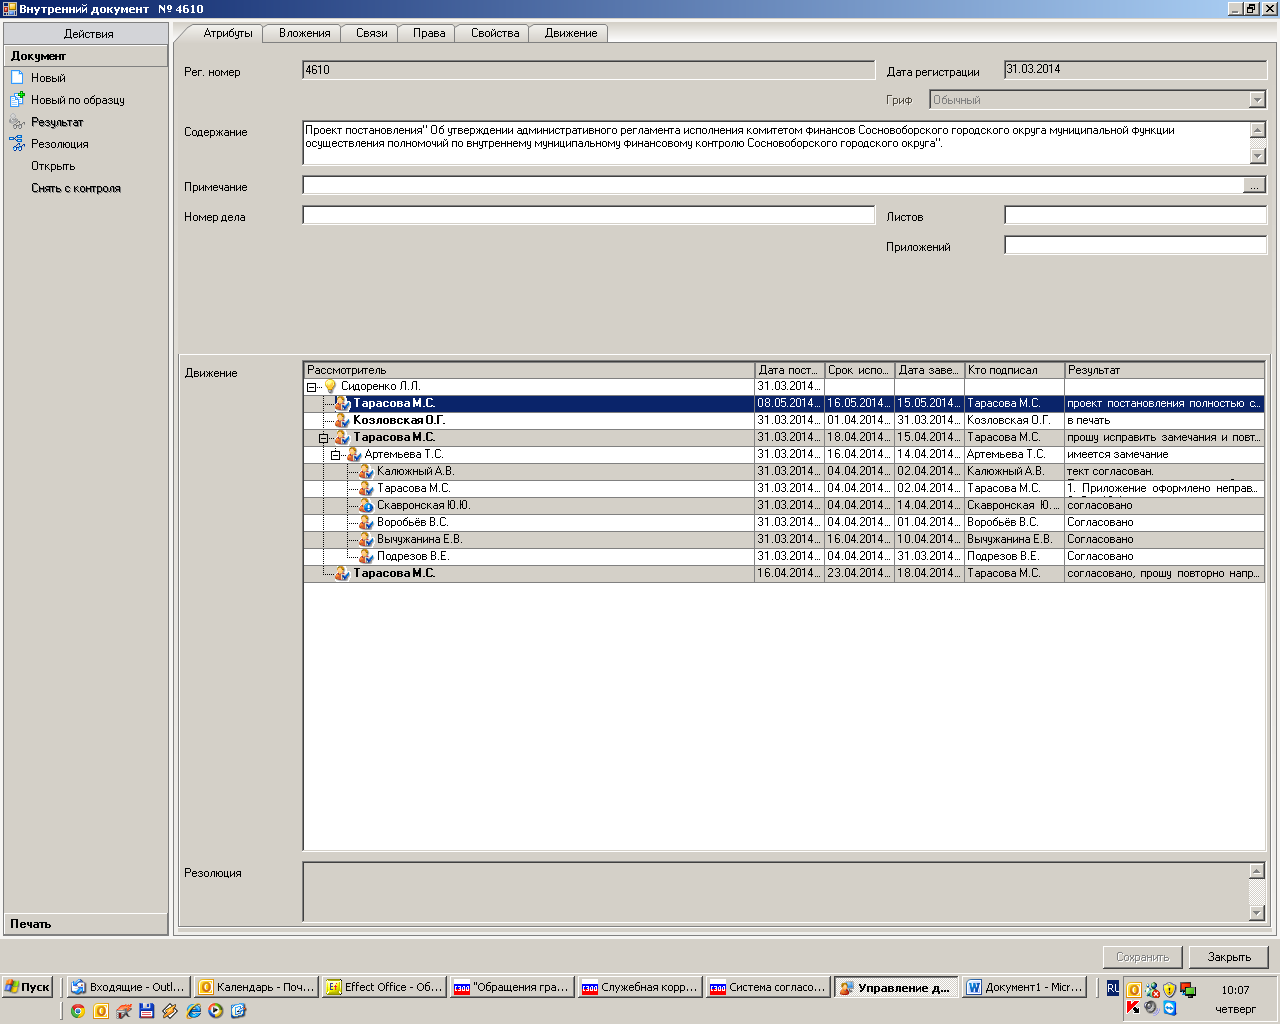 Внутренний документ № 4610
Действия
Документ
Новый
Новый по образцу
Результат
Резолюция
Открыть
Снять с контроля
Печать
Атрибуты Вложения Связи Права Свойства Движение
Рег. номер 4610 Дата регистрации 31.03.2014
Гриф Обычный
Содержание Проект постановления" Об утверждении административного регламента исполнения комитетом финансов Сосновоборского городского округа муниципальной функции
осуществления полномочий по внутреннему муниципальному финансовому контролю Сосновоборского городского округа".
Примечание ...
Номер дела Листов
Приложений
Движение
Рассмотритель Дата пост... Срок испо... Дата заве... Кто подписал Результат
Сидоренко Л.Л. 31.03.2014...
Тарасова М.С. 08.05.2014... 16.05.2014... 15.05.2014... Тарасова М.С. проект постановления полностью с...
Козловская О.Г. 31.03.2014... 01.04.2014... 31.03.2014... Козловская О.Г. в печать
Тарасова М.С. 31.03.2014... 18.04.2014... 15.04.2014... Тарасова М.С. прошу исправить замечания и повт...
Артемьева Т.С. 31.03.2014... 16.04.2014... 14.04.2014... Артемьева Т.С. имеется замечание
Калюжный А.В. 31.03.2014... 04.04.2014... 02.04.2014... Калюжный А.В. тект согласован.
Тарасова М.С. 31.03.2014... 04.04.2014... 02.04.2014... Тарасова М.С. 1. Приложение оформлено неправ...
Скавронская Ю.Ю. 31.03.2014... 04.04.2014... 14.04.2014... Скавронская Ю.... согласовано
Воробьёв В.С. 31.03.2014... 04.04.2014... 01.04.2014... Воробьёв В.С. Согласовано
Вычужанина Е.В. 31.03.2014... 16.04.2014... 10.04.2014... Вычужанина Е.В. Согласовано
Подрезов В.Е. 31.03.2014... 04.04.2014... 31.03.2014... Подрезов В.Е. Согласовано
Тарасова М.С. 16.04.2014... 23.04.2014... 18.04.2014... Тарасова М.С. согласовано, прошу повторно напр...
Резолюция
Сохранить Закрыть
Пуск Входящие - Outl... Календарь - Поч... Effect Office - Об... "Обращения гра... Служебная корр... Система согласо... Управление д... Документ1 - Micr... RU 10:07
четверг